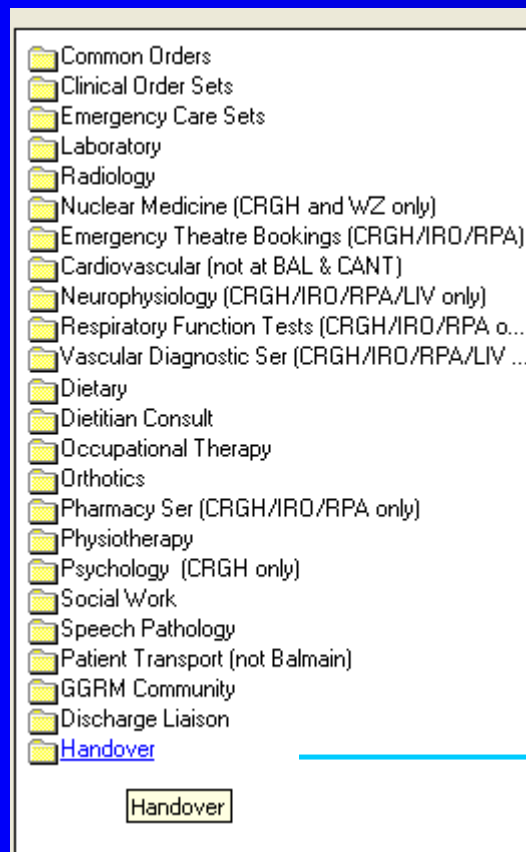 Common Orders
Clinical Order Sets
Emergency Care Sets
Laboratory
Radiology
Nuclear Medicine (CRGH and WZ only)
Emergency Theatre Bookings (CRGH/IRO/RPA)
Cardiovascular (not at BAL & CANT)
Neurophysiology (CRGH/IRO/RPA/LIV only)
Respiratory Function Tests (CRGH/IRO/RPA o...
Vascular Diagnostic Ser (CRGH/IRO/RPA/LIV ...
Dietary
Dietitian Consult
Occupational Therapy
Orthotics
Pharmacy Ser (CRGH/IRO/RPA only)
Physiotherapy
Psychology  (CRGH only)
Social Work
Speech Pathology
Patient Transport (not Balmain)
GGRM Community
Discharge Liaison
Handover
Handover